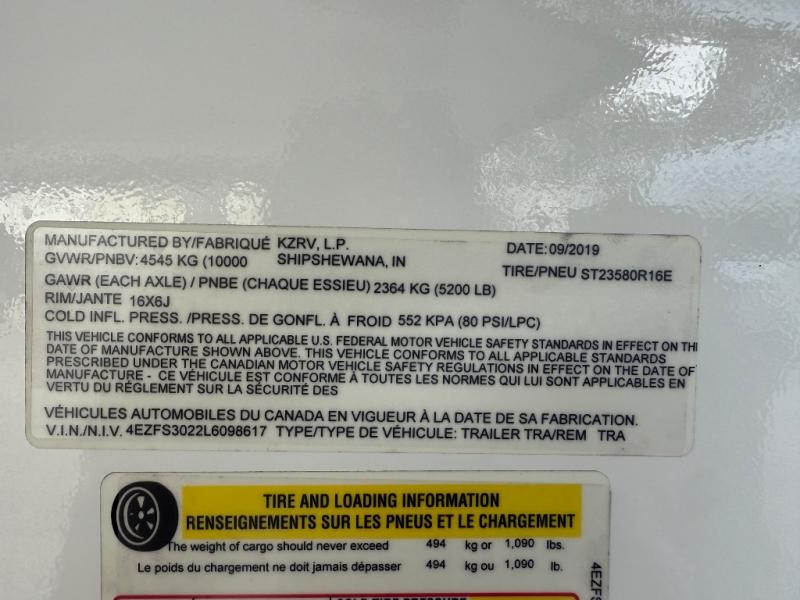 MANUFACTURED BY/FABRIQUÉ KZRV, L.P. DATE: 09/2019
GVWR/PNBV: 4545 KG (10000 SHIPSHEWANA, IN TIRE/PNEU ST23580R16E
GAWR (EACH AXLE) / PNBE (CHAQUE ESSIEU) 2364 KG (5200 LB)
RIM/JANTE 16X6J
COLD INFL. PRESS. /PRESS. DE GONFL. À FROID 552 KPA (80 PSI/LPC)
THIS VEHICLE CONFORMS TO ALL APPLICABLE U.S. FEDERAL MOTOR VEHICLE SAFETY STANDARDS IN EFFECT ON THE
DATE OF MANUFACTURE SHOWN ABOVE. THIS VEHICLE CONFORMS TO ALL APPLICABLE STANDARDS
PRESCRIBED UNDER THE CANADIAN MOTOR VEHICLE SAFETY REGULATIONS IN EFFECT ON THE DATE OF
MANUFACTURE - CE VÉHICULE EST CONFORME À TOUTES LES NORMES QUI LUI SONT APPLICABLES EN
VERTU DU RÉGLEMENT SUR LA SÉCURITÉ DES
VÉHICULES AUTOMOBILES DU CANADA EN VIGUEUR À LA DATE DE SA FABRICATION.
V.I.N./N.I.V. 4EZFS3022L6098617 TYPE/TYPE DE VÉHICULE: TRAILER TRA/REM TRA
TIRE AND LOADING INFORMATION
RENSEIGNEMENTS SUR LES PNEUS ET LE CHARGEMENT
The weight of cargo should never exceed 494 kg or 1,090 lbs.
Le poids du chargement ne doit jamais dépasser 494 kg ou 1,090 lb.
4EZFS